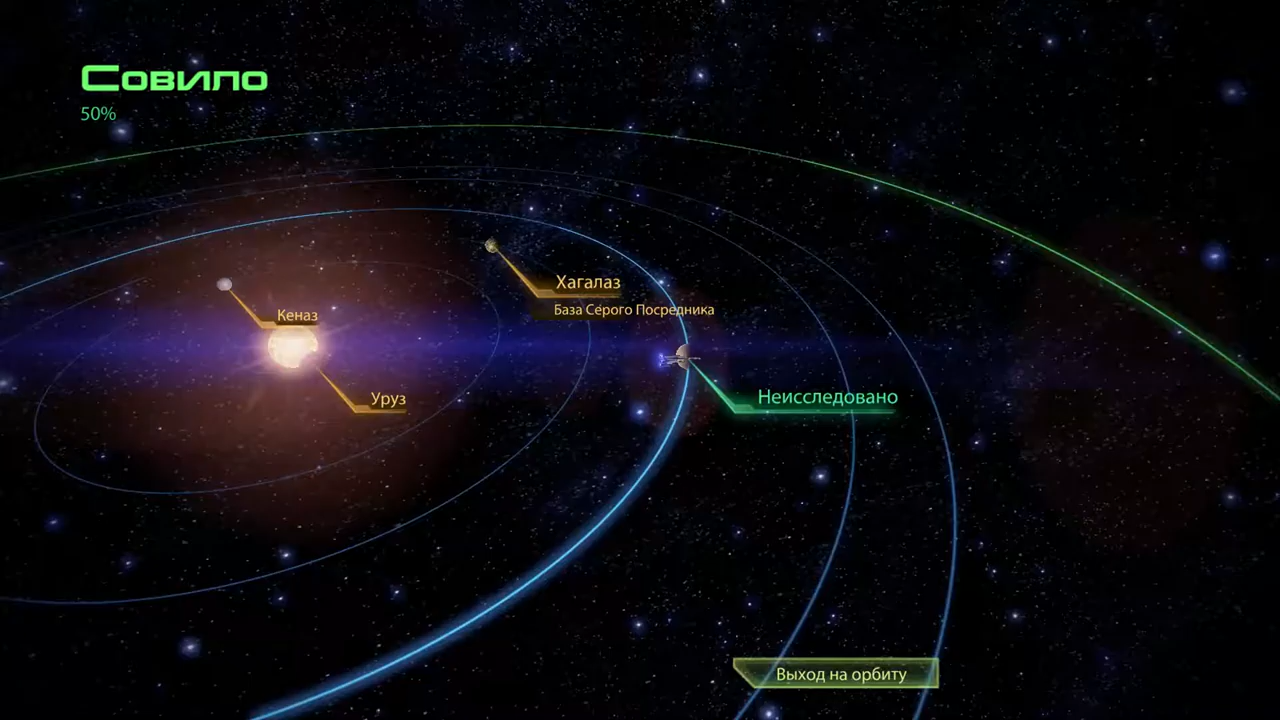 Совило
50%
Хагалаз
База Серого Посредника
Кеназ
Уруз
Неисследовано
Выход на орбиту